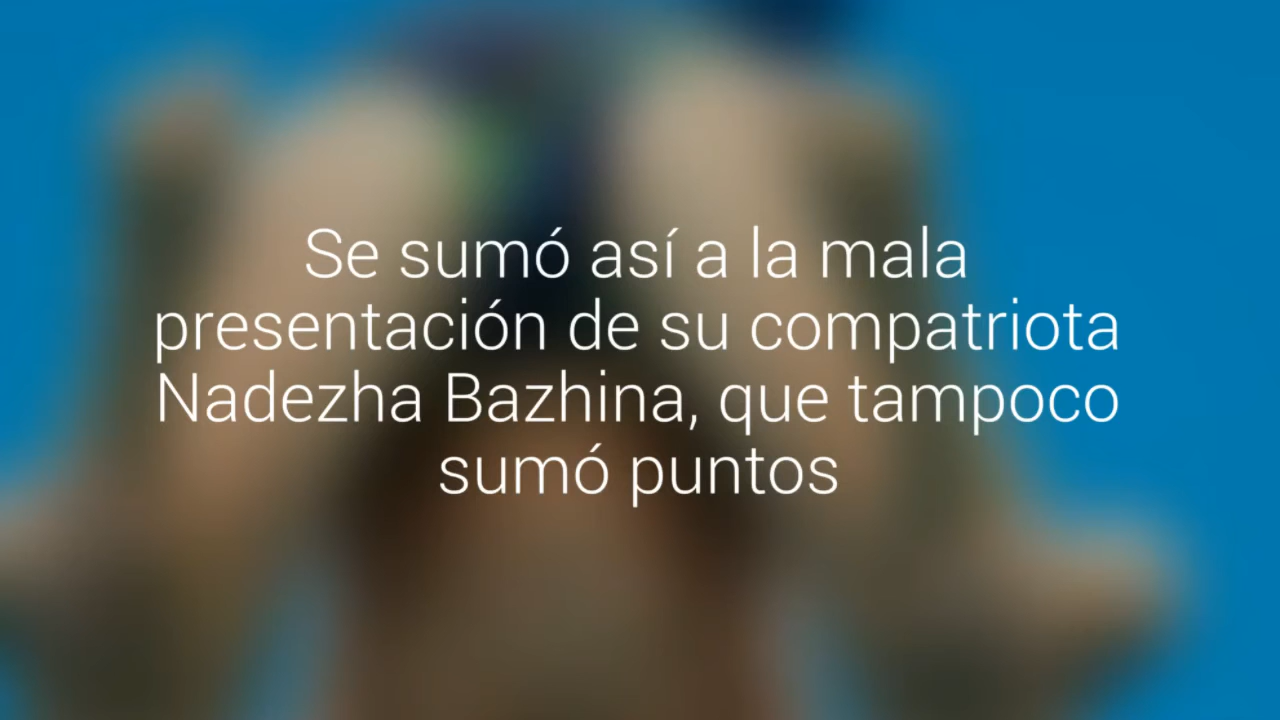 Se sumó así a la mala
presentación de su compatriota
Nadezha Bazhina, que tampoco
sumó puntos